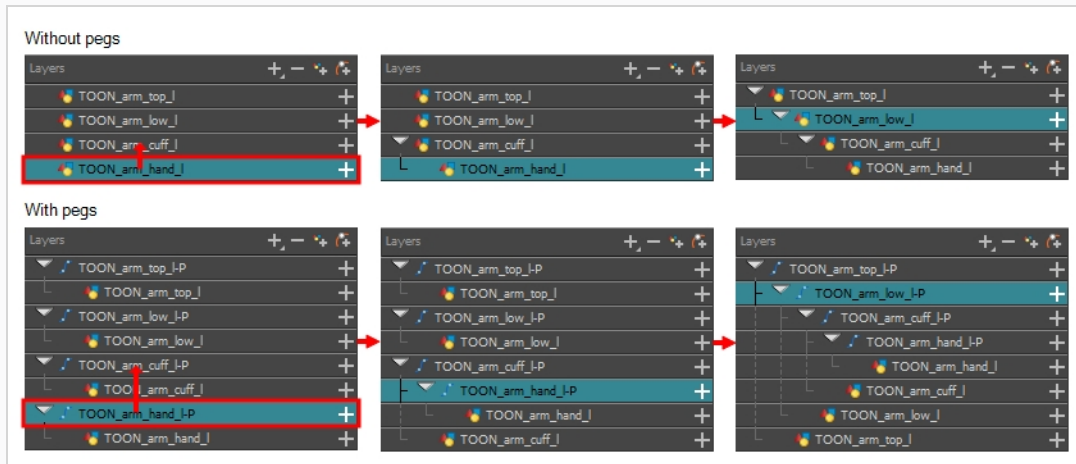 Without pegs
Layers
TOON_arm_top_l
TOON_arm_low_l
TOON_arm_cuff_l
TOON_arm_hand_l
Layers
TOON_arm_top_l
TOON_arm_low_l
TOON_arm_cuff_l
TOON_arm_hand_l
Layers
TOON_arm_top_l
TOON_arm_low_l
TOON_arm_cuff_l
TOON_arm_hand_l
With pegs
Layers
TOON_arm_top_l-P
TOON_arm_top_l
TOON_arm_low_l-P
TOON_arm_low_l
TOON_arm_cuff_l-P
TOON_arm_cuff_l
TOON_arm_hand_l-P
TOON_arm_hand_l
Layers
TOON_arm_top_l-P
TOON_arm_top_l
TOON_arm_low_l-P
TOON_arm_low_l
TOON_arm_cuff_l-P
TOON_arm_hand_l-P
TOON_arm_hand_l
TOON_arm_cuff_l
Layers
TOON_arm_top_l-P
TOON_arm_low_l-P
TOON_arm_cuff_l-P
TOON_arm_hand_l-P
TOON_arm_hand_l
TOON_arm_cuff_l
TOON_arm_low_l
TOON_arm_top_l